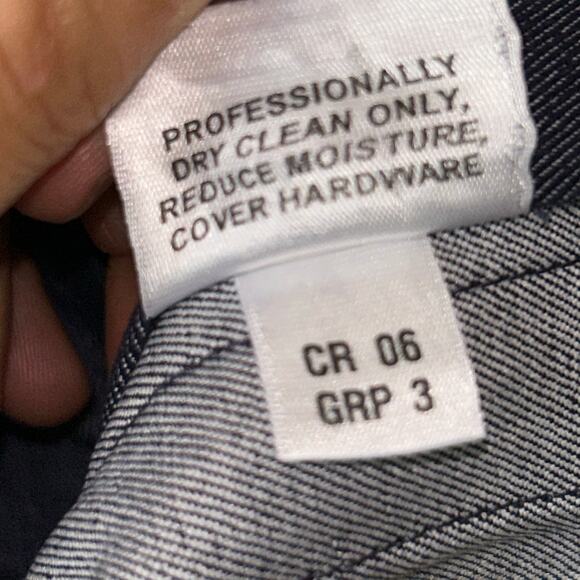 PROFESSIONALLY
DRY CLEAN ONLY,
REDUCE MOISTURE,
COVER HARDWARE
CR 06
GRP 3